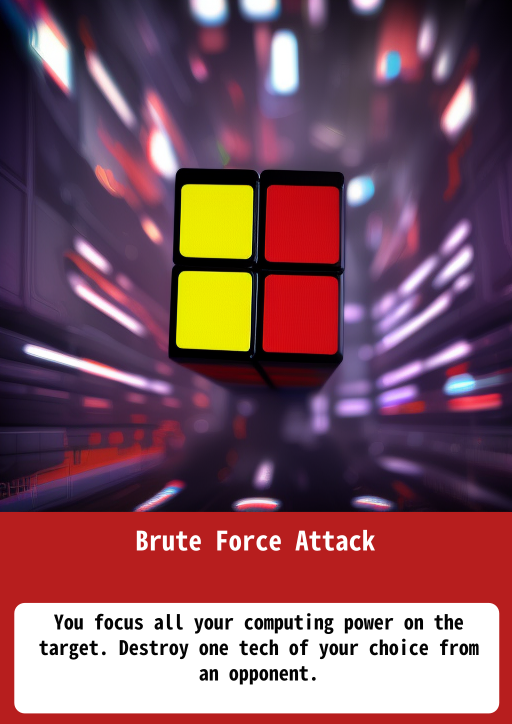 Brute Force Attack
You focus all your computing power on the
target. Destroy one tech of your choice from
an opponent.